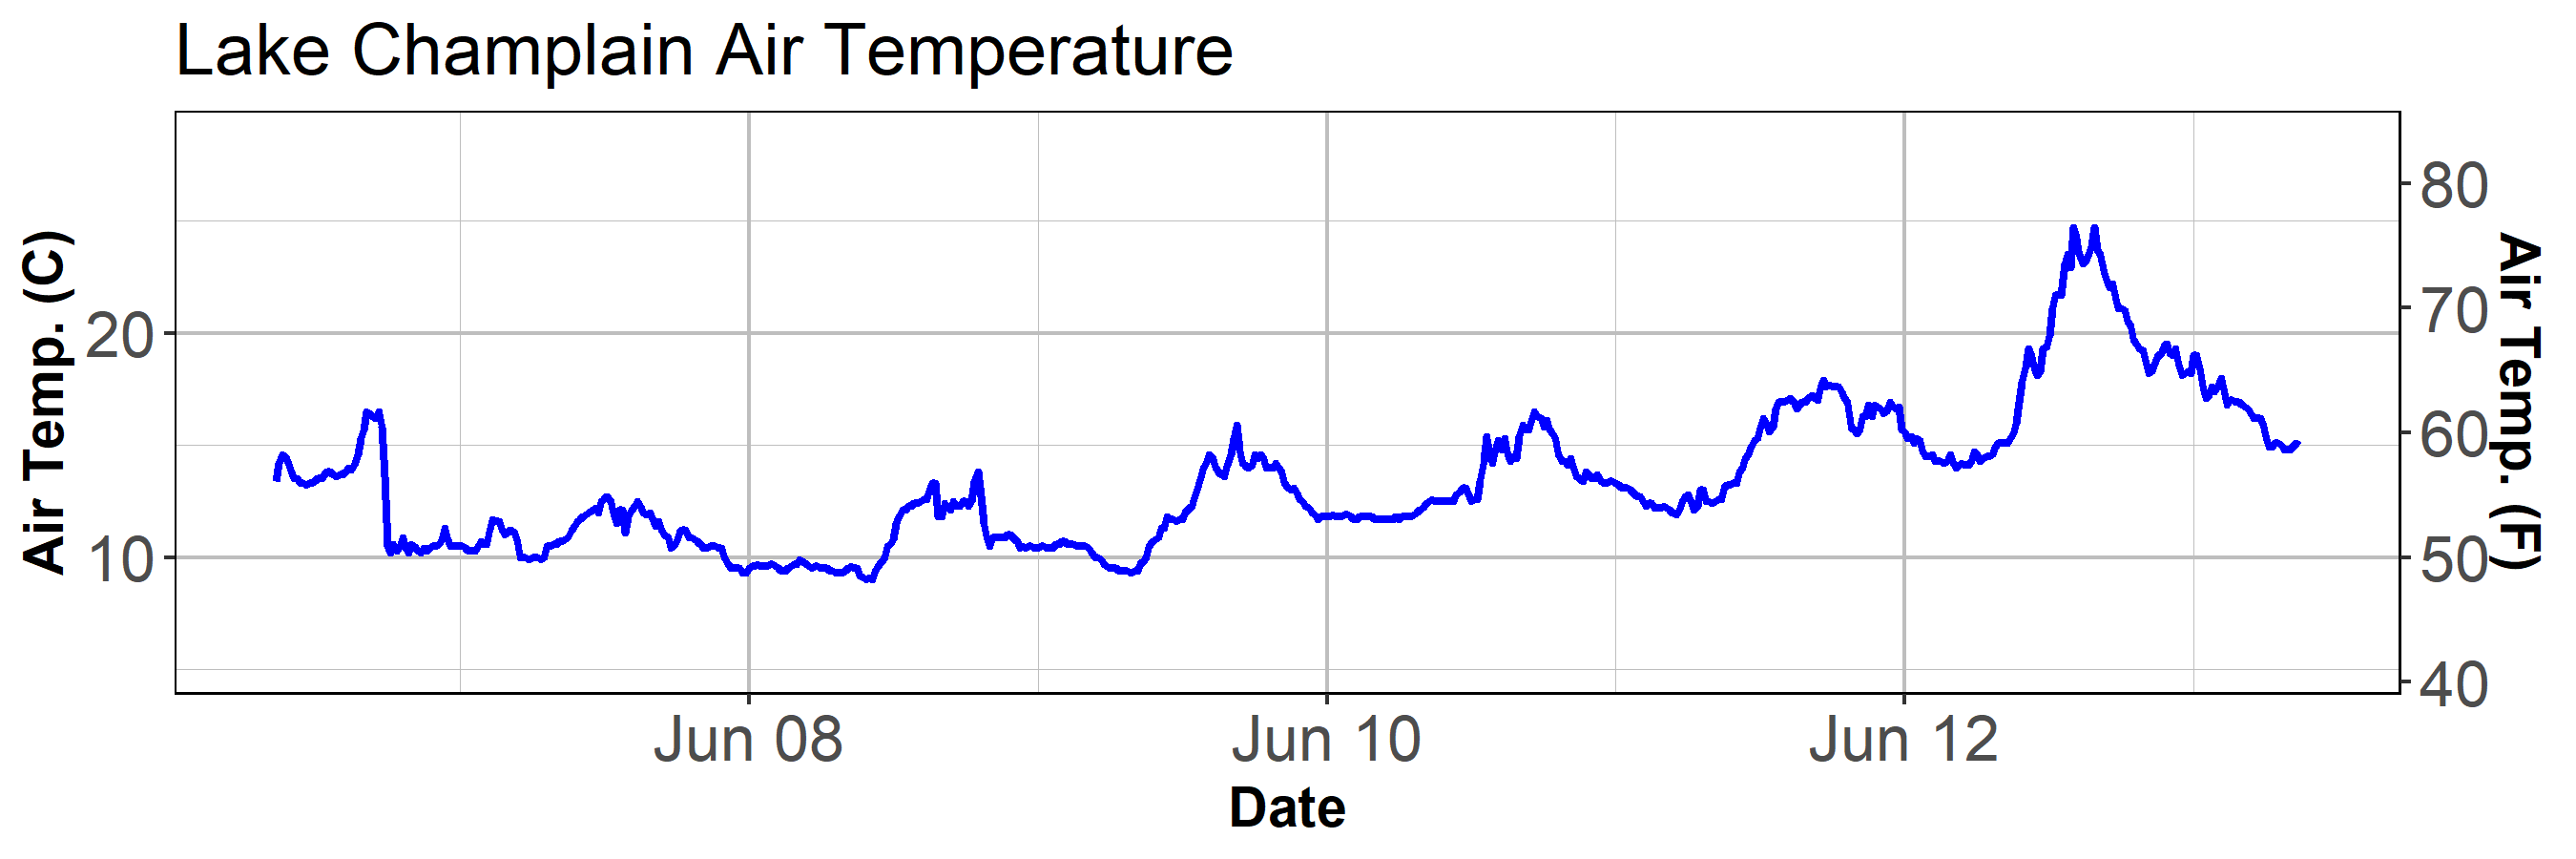 Lake Champlain Air Temperature
Air Temp. (C)
20
10
80
70
60
50
40
Air Temp. (F)
Jun 08
Jun 10
Jun 12
Date